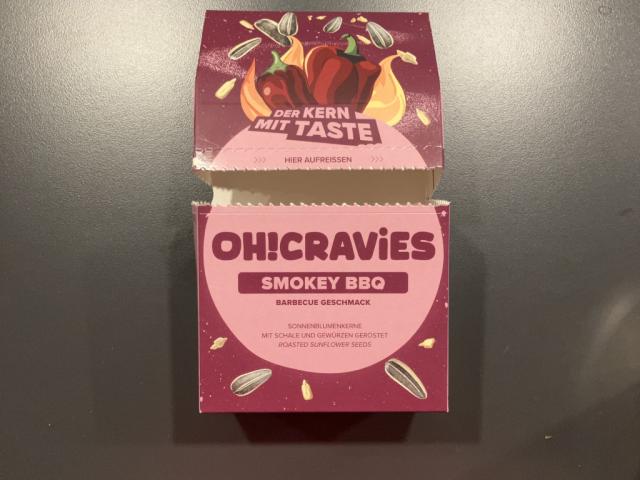 DER KERN
MIT TASTE
>>> HIER AUFREISSEN >>>
OH!CRAViES
SMOKEY BBQ
BARBECUE GESCHMACK
SONNENBLUMENKERNE
MIT SCHALE UND GEWÜRZEN GERÖSTET
ROASTED SUNFLOWER SEEDS